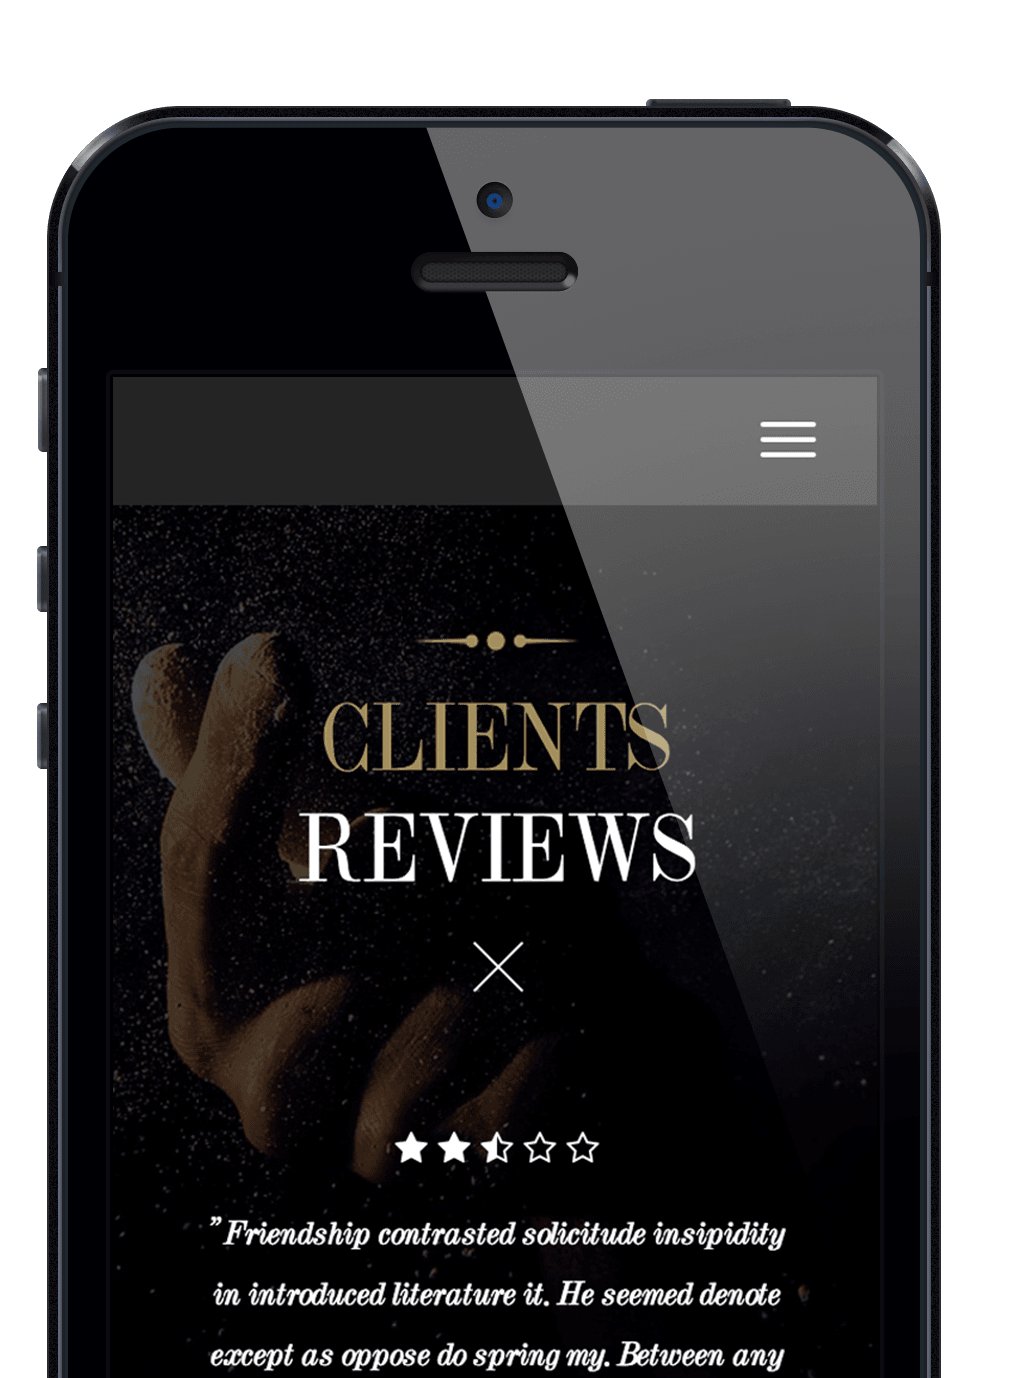 CLIENTS
REVIEWS
”Friendship contrasted solicitude insipidity
in introduced literature it. He seemed denote
except as oppose do spring my. Between any